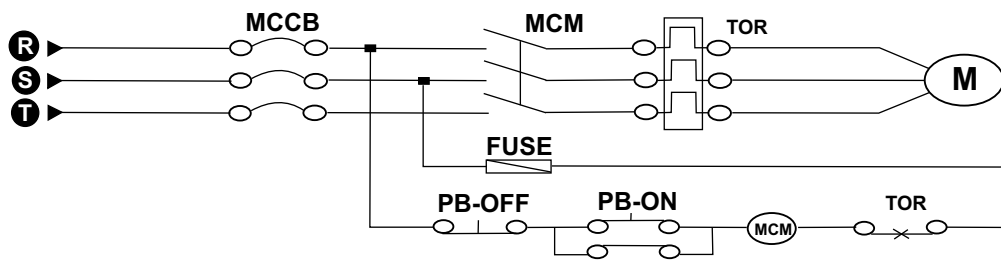 MCCB MCM TOR
R
S
T
M
FUSE
PB-OFF PB-ON TOR
MCM